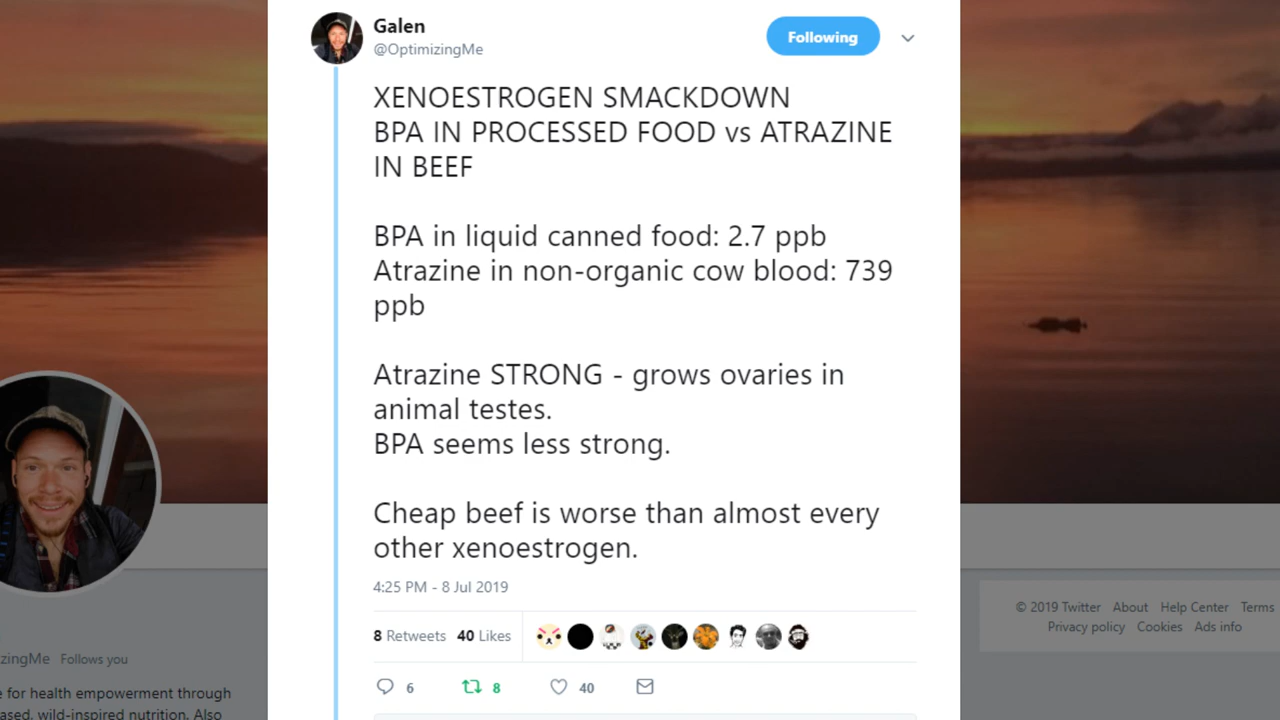 Galen
@OptimizingMe
Following
XENOESTROGEN SMACKDOWN
BPA IN PROCESSED FOOD vs ATRAZINE
IN BEEF
BPA in liquid canned food: 2.7 ppb
Atrazine in non-organic cow blood: 739
ppb
Atrazine STRONG - grows ovaries in
animal testes.
BPA seems less strong.
Cheap beef is worse than almost every
other xenoestrogen.
4:25 PM - 8 Jul 2019
8 Retweets 40 Likes
6 8 40
zingMe Follows you
e for health empowerment through
ased, wild-inspired nutrition. Also
© 2019 Twitter About Help Center Terms
Privacy policy Cookies Ads info